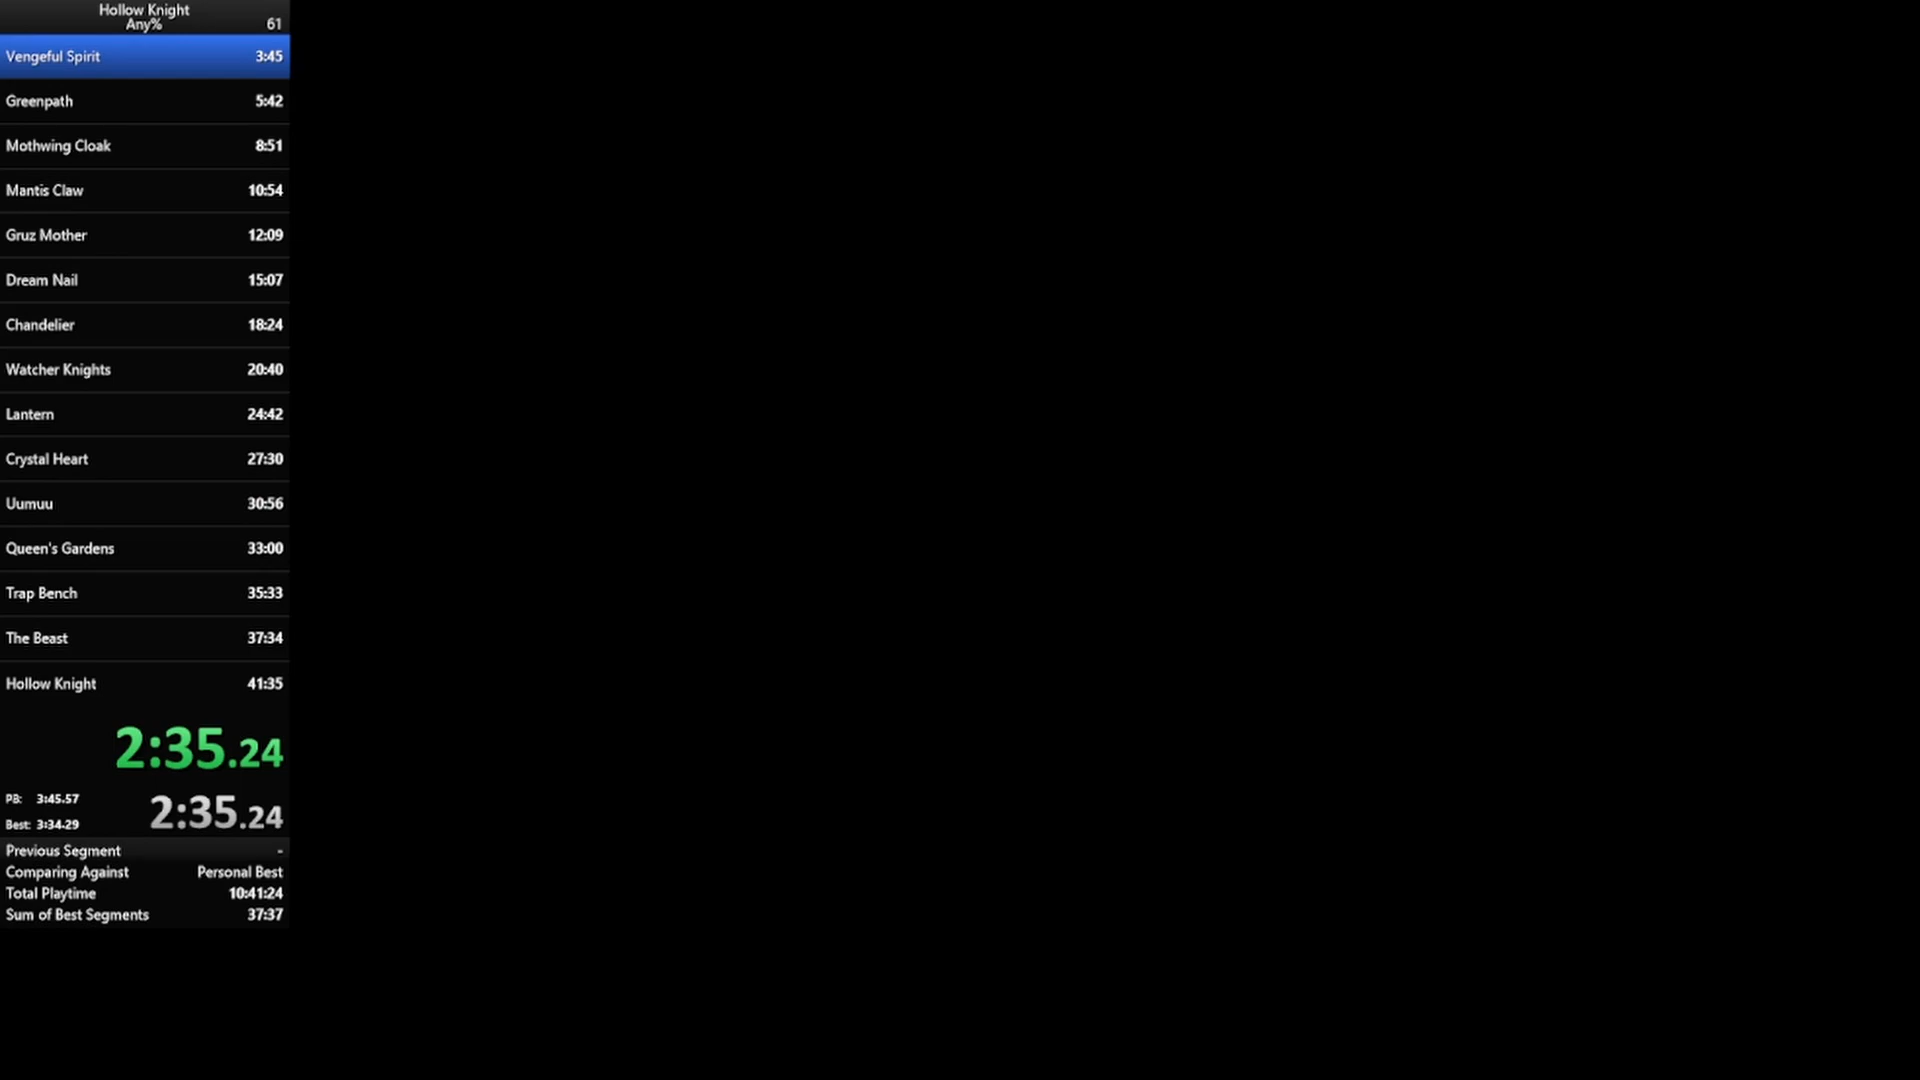 Hollow Knight
Any% 61
Vengeful Spirit 3:45
Greenpath 5:42
Mothwing Cloak 8:51
Mantis Claw 10:54
Gruz Mother 12:09
Dream Nail 15:07
Chandelier 18:24
Watcher Knights 20:40
Lantern 24:42
Crystal Heart 27:30
Uumuu 30:56
Queen's Gardens 33:00
Trap Bench 35:33
The Beast 37:34
Hollow Knight 41:35
2:35.24
PB: 3:45.57 2:35.24
Best: 3:34.29
Previous Segment -
Comparing Against Personal Best
Total Playtime 10:41:24
Sum of Best Segments 37:37